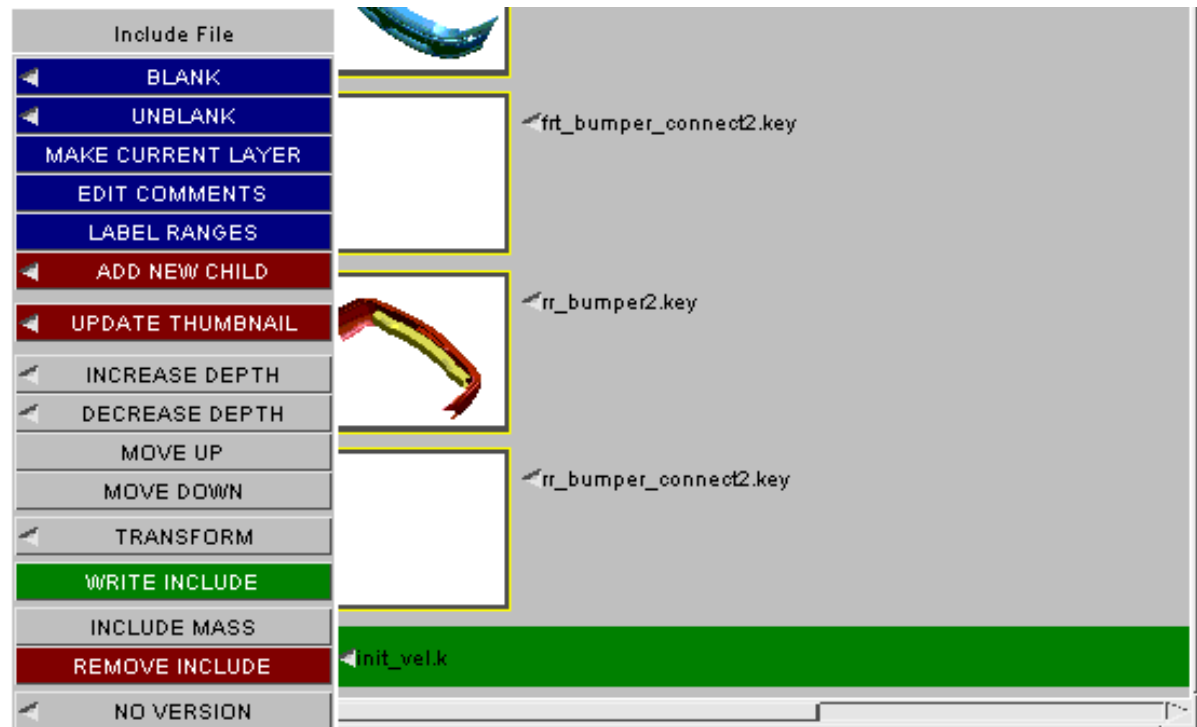 Include File
BLANK
UNBLANK
MAKE CURRENT LAYER
EDIT COMMENTS
LABEL RANGES
ADD NEW CHILD
UPDATE THUMBNAIL
INCREASE DEPTH
DECREASE DEPTH
MOVE UP
MOVE DOWN
TRANSFORM
WRITE INCLUDE
INCLUDE MASS
REMOVE INCLUDE
NO VERSION
frt_bumper_connect2.key
rr_bumper2.key
rr_bumper_connect2.key
init_vel.k